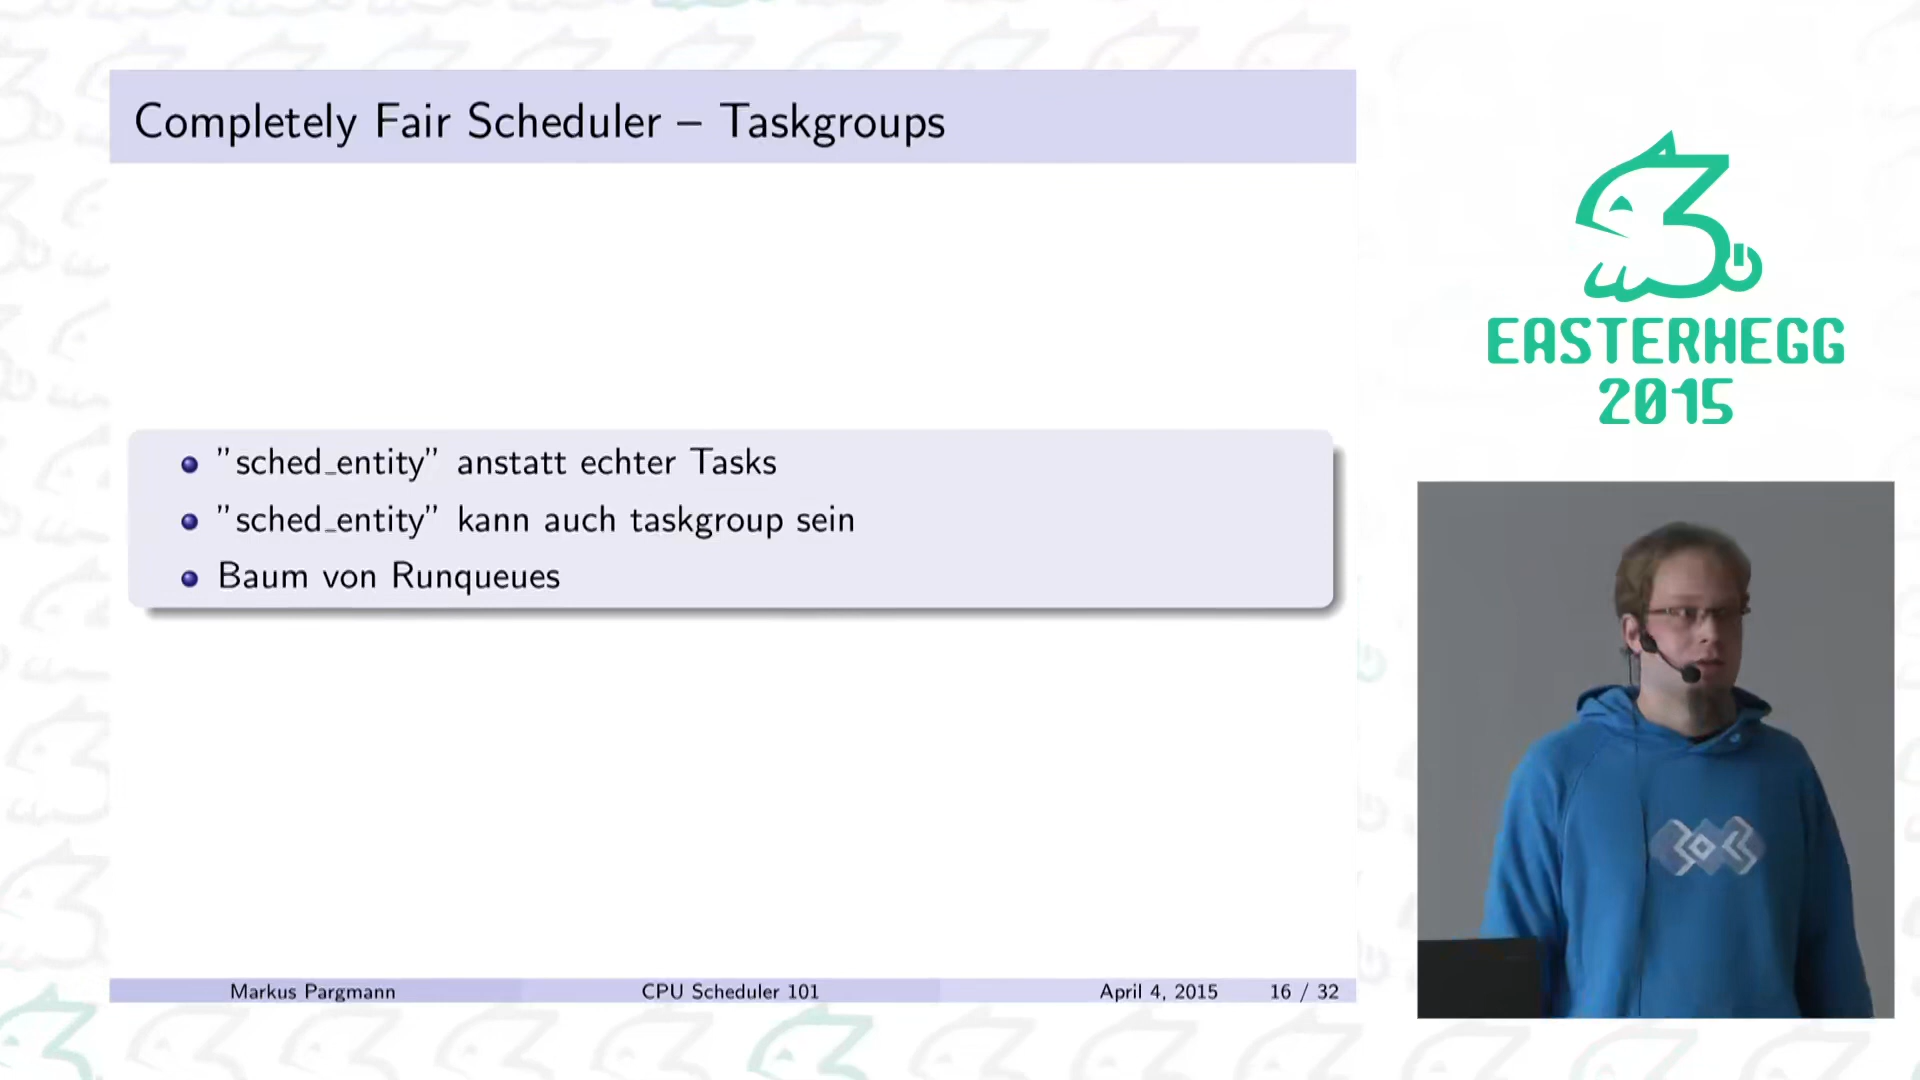 Completely Fair Scheduler – Taskgroups
EASTERHEGG
2015
"sched_entity" anstatt echter Tasks
"sched_entity" kann auch taskgroup sein
Baum von Runqueues
Markus Pargmann CPU Scheduler 101 April 4, 2015 16 / 32